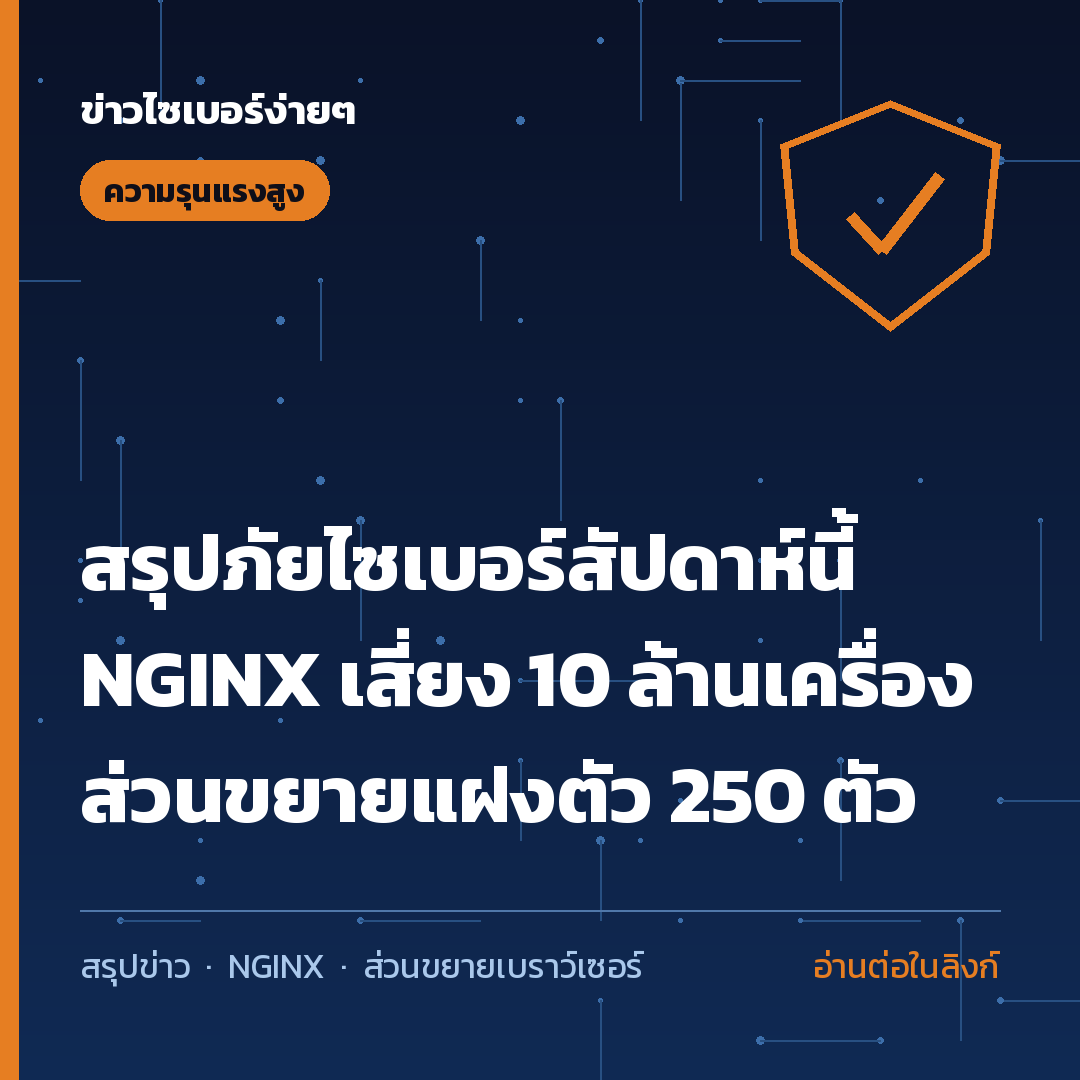 ข่าวไซเบอร์ง่ายๆ
ความรุนแรงสูง
สรุปภัยไซเบอร์สัปดาห์นี้
NGINX เสี่ยง 10 ล้านเครื่อง
ส่วนขยายแฝงตัว 250 ตัว
สรุปข่าว · NGINX · ส่วนขยายเบราว์เซอร์
อ่านต่อในลิงก์